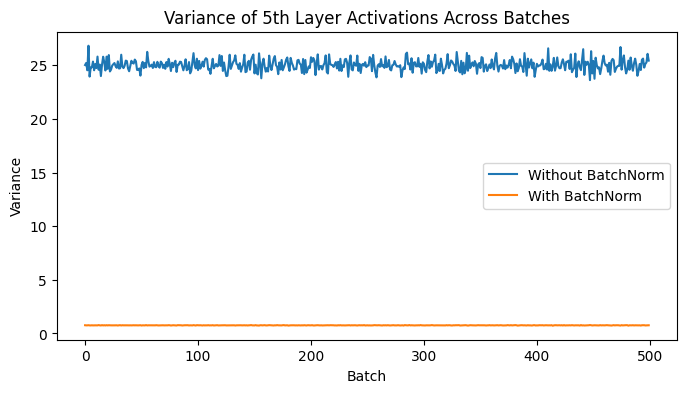 Variance of 5th Layer Activations Across Batches
Variance
25
20
15
10
5
0
Without BatchNorm
With BatchNorm
0 100 200 300 400 500
Batch